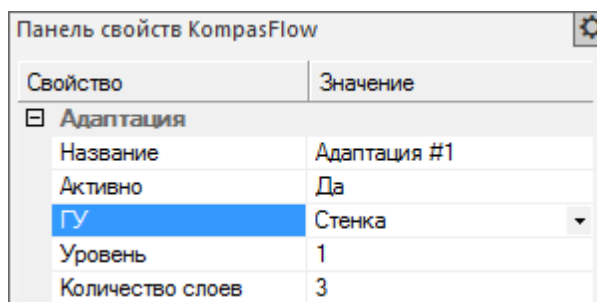 Панель свойств KompasFlow
Свойство Значение
Адаптация
Название Адаптация #1
Активно Да
ГУ Стенка
Уровень 1
Количество слоев 3